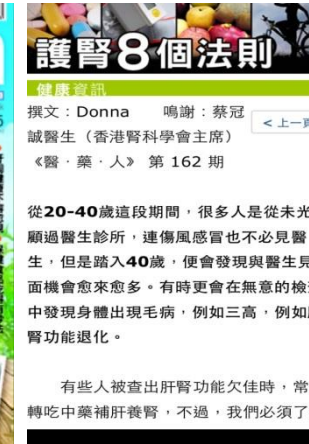 護腎8個法則
健康資訊
撰文：Donna　鳴謝：蔡冠
< 上一頁
誠醫生（香港腎科學會主席）
《醫．藥．人》 第 162 期
從20-40歲這段期間，很多人是從未光
顧過醫生診所，連傷風感冒也不必見醫
生，但是踏入40歲，便會發現與醫生見
面機會愈來愈多。有時更會在無意的檢
中發現身體出現毛病，例如三高，例如
腎功能退化。
有些人被查出肝腎功能欠佳時，常
轉吃中藥補肝養腎，不過，我們必須了